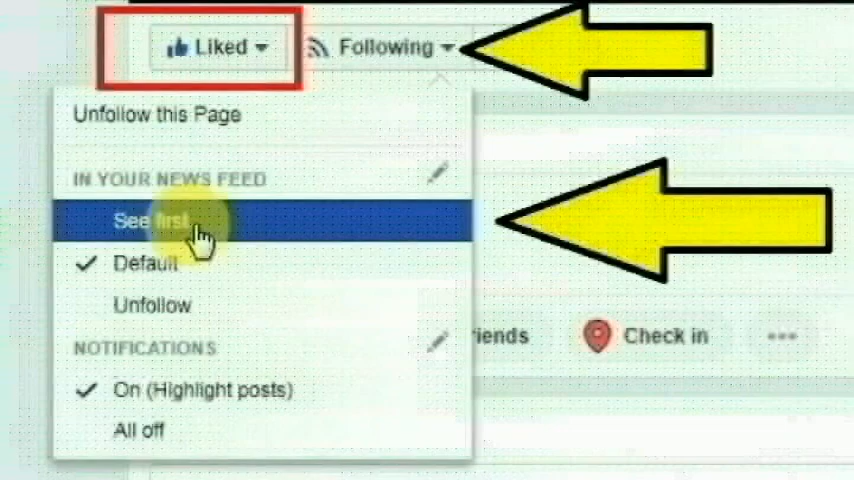 Liked Following
Unfollow this Page
IN YOUR NEWS FEED
See first
Default
Unfollow
riends Check in
NOTIFICATIONS
On (Highlight posts)
All off